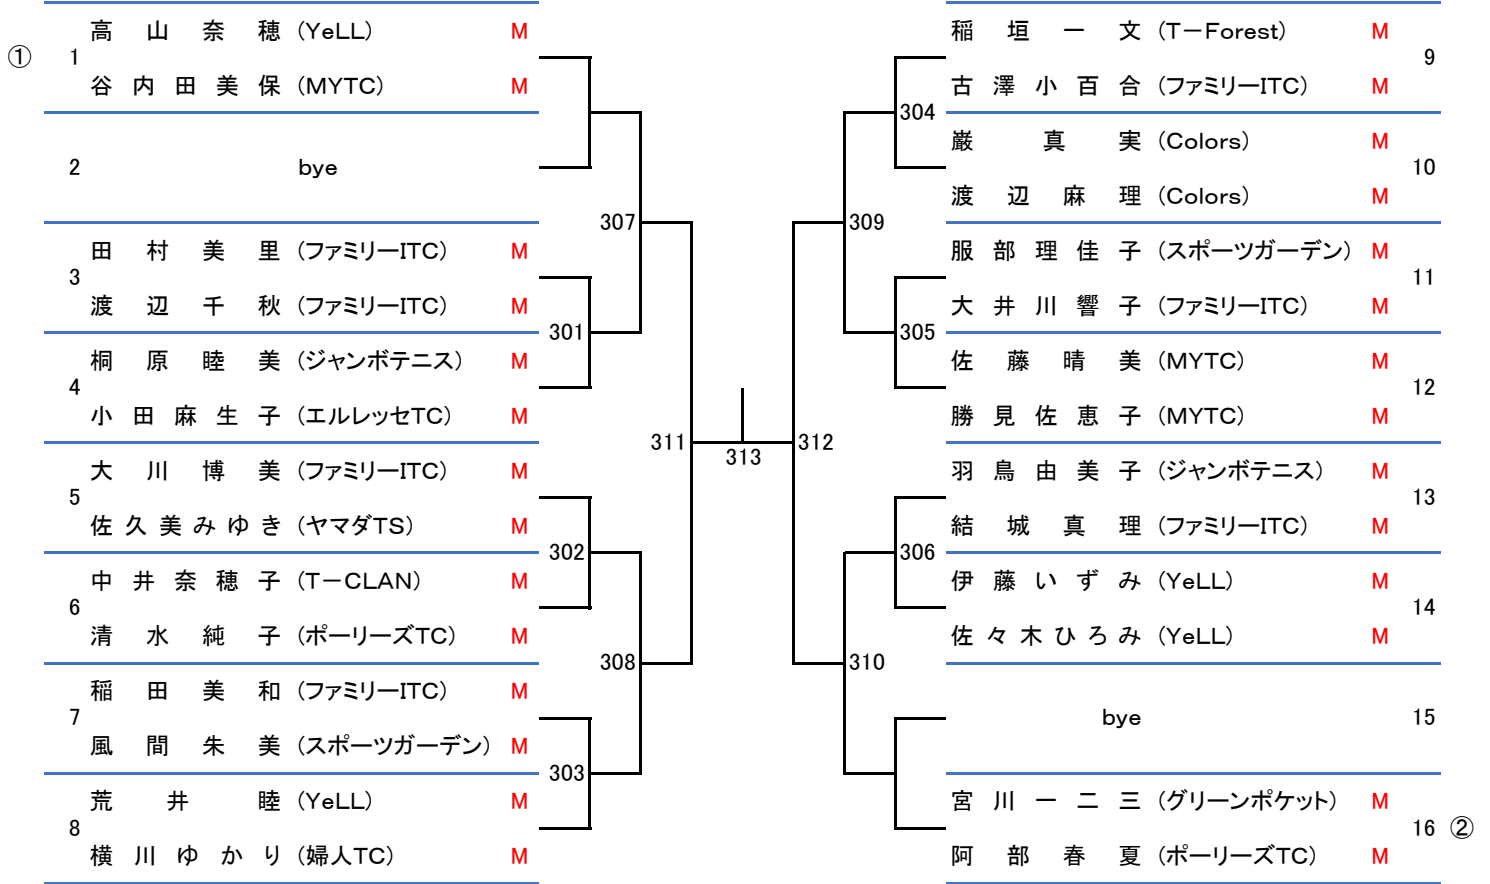 高山奈穂 (YeLL) M
① 1
谷内田美保 (MYTC) M
2 bye
307
田村美里 (ファミリーITC) M
3
渡辺千秋 (ファミリーITC) M
301
桐原睦美 (ジャンボテニス) M
4
小田麻生子 (エルレッセTC) M
311
大川博美 (ファミリーITC) M
5
佐久美みゆき (ヤマダTS) M
302
中井奈穂子 (T-CLAN) M
6
清水純子 (ポーリーズTC) M
308
稲田美和 (ファミリーITC) M
7
風間朱美 (スポーツガーデン) M
303
荒井睦 (YeLL) M
8
横川ゆかり (婦人TC) M
313
稲垣一文 (T-Forest) M
9
古澤小百合 (ファミリーITC) M
304
巌真実 (Colors) M
10
渡辺麻理 (Colors) M
309
服部理佳子 (スポーツガーデン) M
11
大井川響子 (ファミリーITC) M
305
佐藤晴美 (MYTC) M
12
勝見佐恵子 (MYTC) M
312
羽鳥由美子 (ジャンボテニス) M
13
結城真理 (ファミリーITC) M
306
伊藤いずみ (YeLL) M
14
佐々木ひろみ (YeLL) M
310
bye 15
宮川一二三 (グリーンポケット) M
16 ②
阿部春夏 (ポーリーズTC) M